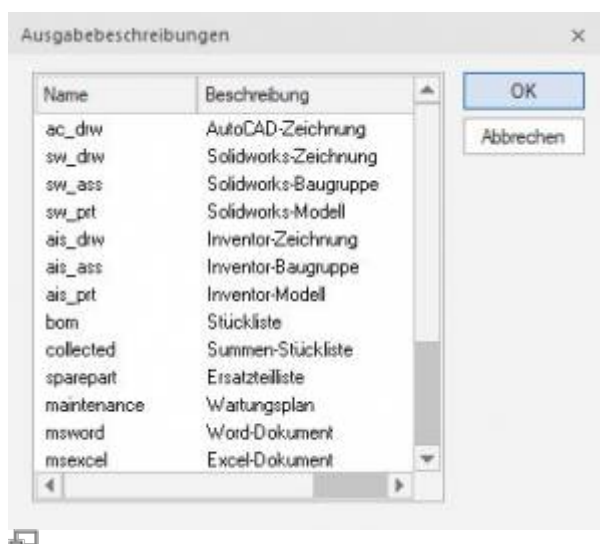 Ausgabebeschreibungen
Name Beschreibung OK
ac_drw AutoCAD-Zeichnung Abbrechen
sw_drw Solidworks-Zeichnung
sw_ass Solidworks-Baugruppe
sw_prt Solidworks-Modell
ais_drw Inventor-Zeichnung
ais_ass Inventor-Baugruppe
ais_prt Inventor-Modell
bom Stückliste
collected Summen-Stückliste
sparepart Ersatzteilliste
maintenance Wartungsplan
msword Word-Dokument
msexcel Excel-Dokument